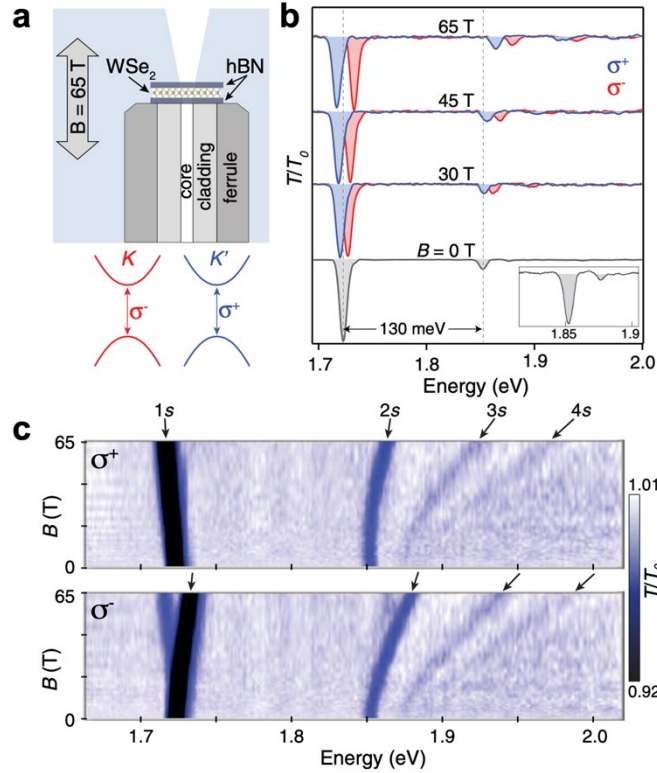 a
B = 65 T
WSe2
hBN
core
cladding
ferrule
K
K'
σ-
σ+
b
65 T
σ+
σ-
45 T
30 T
B = 0 T
130 meV
1.85
1.9
T/T0
1.7
1.8
1.9
2.0
Energy (eV)
c
1s
2s
3s
4s
σ+
65
B (T)
0
σ-
65
B (T)
0
1.01
T/T0
0.92
1.7
1.8
1.9
2.0
Energy (eV)